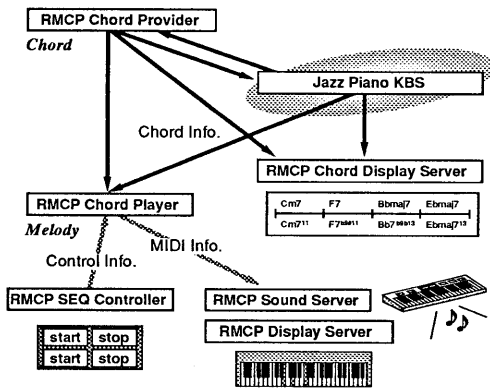 RMCP Chord Provider
Chord
Jazz Piano KBS
Chord Info.
RMCP Chord Display Server
Cm7 F7 Bbmaj7 Ebmaj7
Cm7¹¹ Bb7ᵇ⁹ᵇ¹³ Ebmaj7¹³
RMCP Chord Player
Melody
MIDI Info.
Control Info.
RMCP SEQ Controller
RMCP Sound Server
RMCP Display Server
start stop
start stop